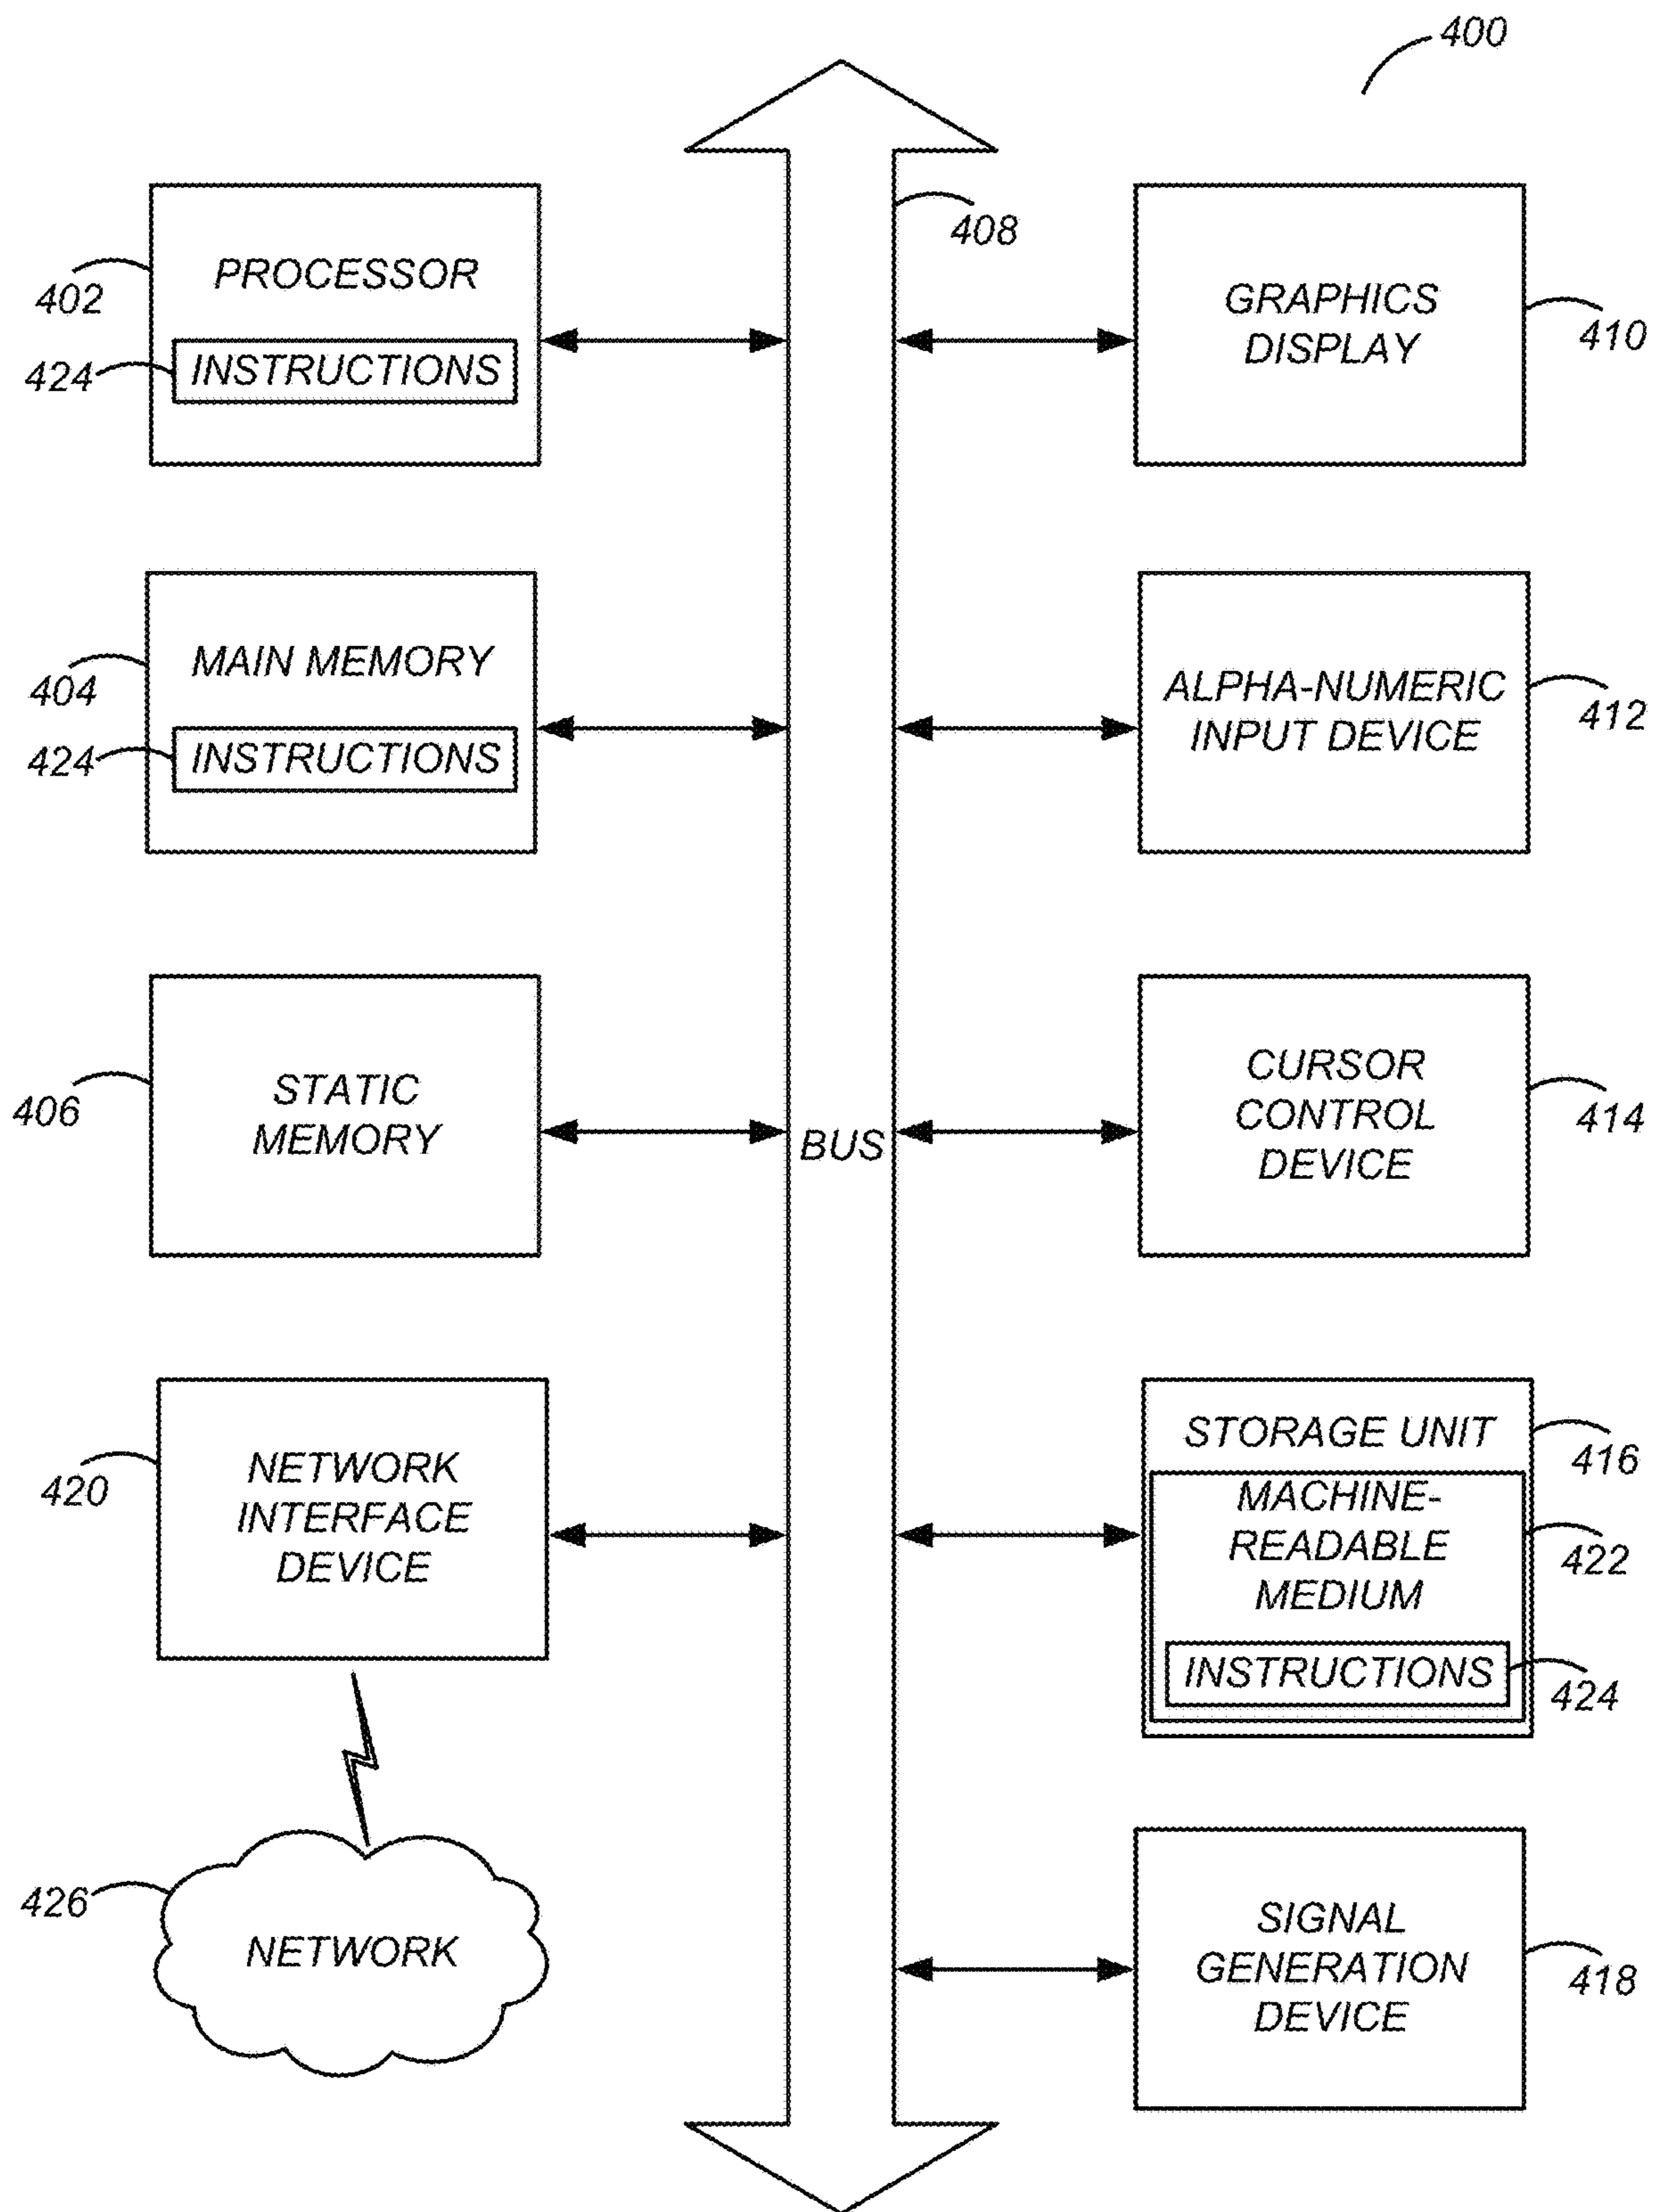 400
408
PROCESSOR
402
INSTRUCTIONS
424
GRAPHICS
DISPLAY
410
MAIN MEMORY
404
INSTRUCTIONS
424
ALPHA-NUMERIC
INPUT DEVICE
412
STATIC
MEMORY
406
BUS
CURSOR
CONTROL
DEVICE
414
NETWORK
INTERFACE
DEVICE
420
STORAGE UNIT
416
MACHINE-
READABLE
MEDIUM
422
INSTRUCTIONS
424
NETWORK
426
SIGNAL
GENERATION
DEVICE
418